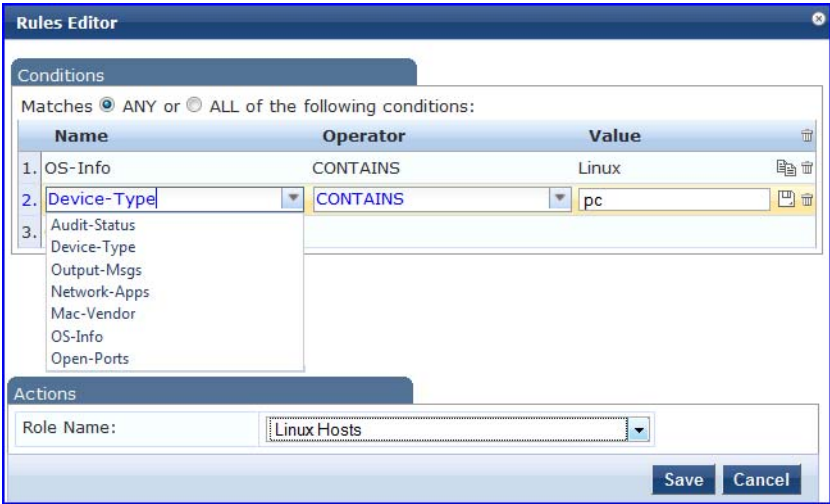 Rules Editor
Conditions
Matches ANY or ALL of the following conditions:
Name Operator Value
1. OS-Info CONTAINS Linux
2. Device-Type CONTAINS pc
3.
Audit-Status
Device-Type
Output-Msgs
Network-Apps
Mac-Vendor
OS-Info
Open-Ports
Actions
Role Name: Linux Hosts
Save Cancel